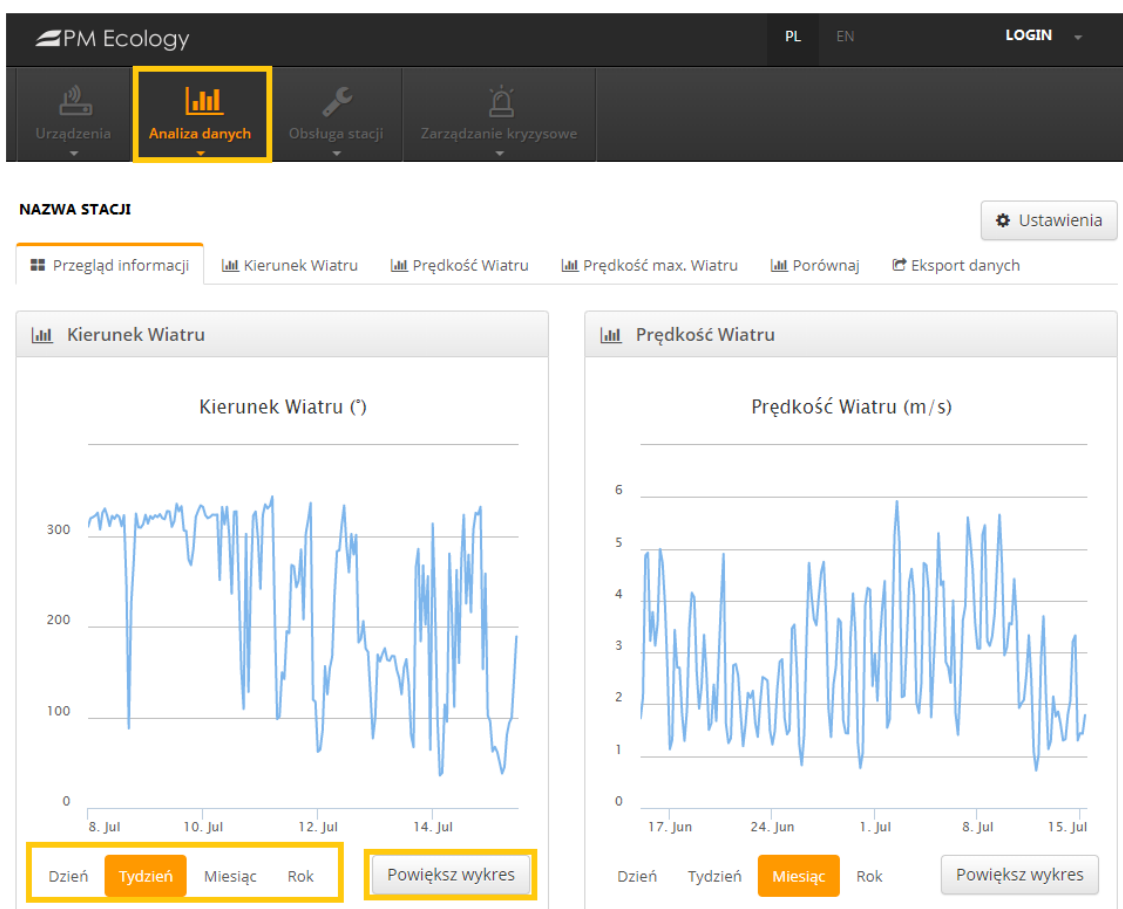 PM Ecology
PL EN
LOGIN
Urządzenia
Analiza danych
Obsługa stacji
Zarządzanie kryzysowe
NAZWA STACJI
Ustawienia
Przegląd informacji Kierunek Wiatru Prędkość Wiatru Prędkość max. Wiatru Porównaj Eksport danych
Kierunek Wiatru
Kierunek Wiatru (°)
300
200
100
0
8. Jul 10. Jul 12. Jul 14. Jul
Dzień Tydzień Miesiąc Rok Powiększ wykres
Prędkość Wiatru
Prędkość Wiatru (m/s)
6
5
4
3
2
1
0
17. Jun 24. Jun 1. Jul 8. Jul 15. Jul
Dzień Tydzień Miesiąc Rok Powiększ wykres